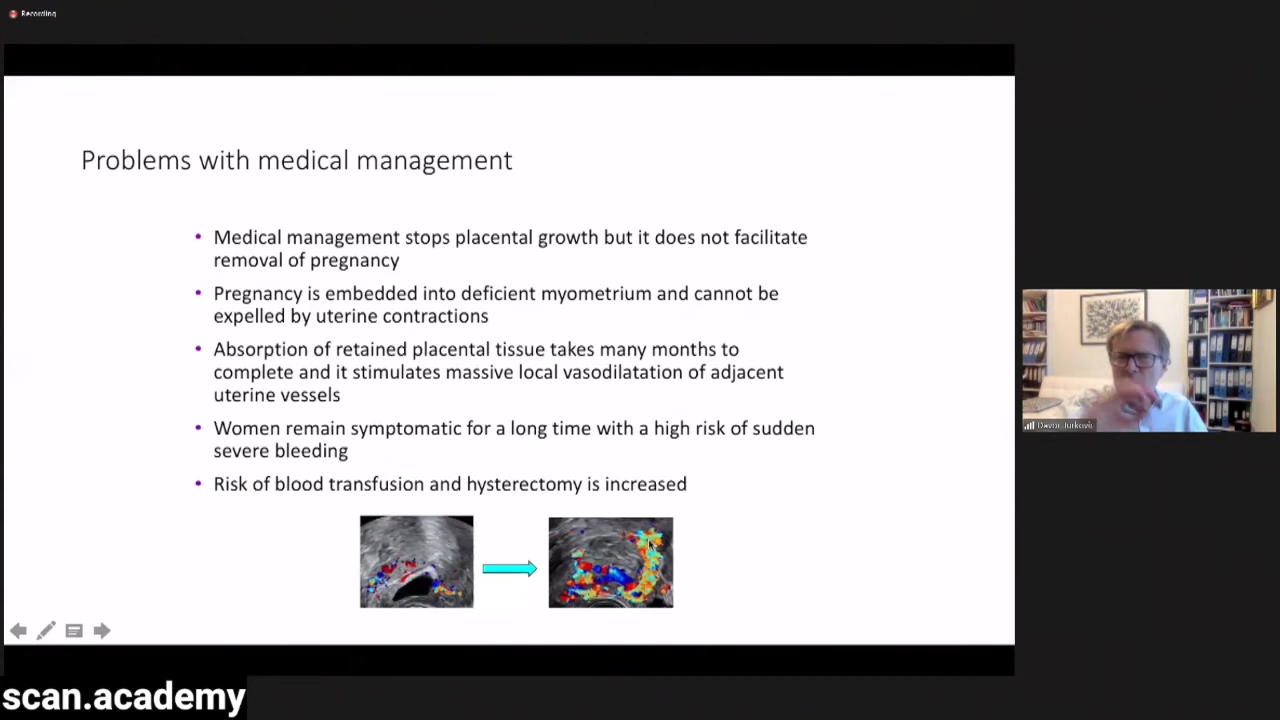 Recording
Problems with medical management
• Medical management stops placental growth but it does not facilitate
removal of pregnancy
• Pregnancy is embedded into deficient myometrium and cannot be
expelled by uterine contractions
• Absorption of retained placental tissue takes many months to
complete and it stimulates massive local vasodilatation of adjacent
uterine vessels
• Women remain symptomatic for a long time with a high risk of sudden
severe bleeding
• Risk of blood transfusion and hysterectomy is increased
Davor Jurkovic
scan.academy